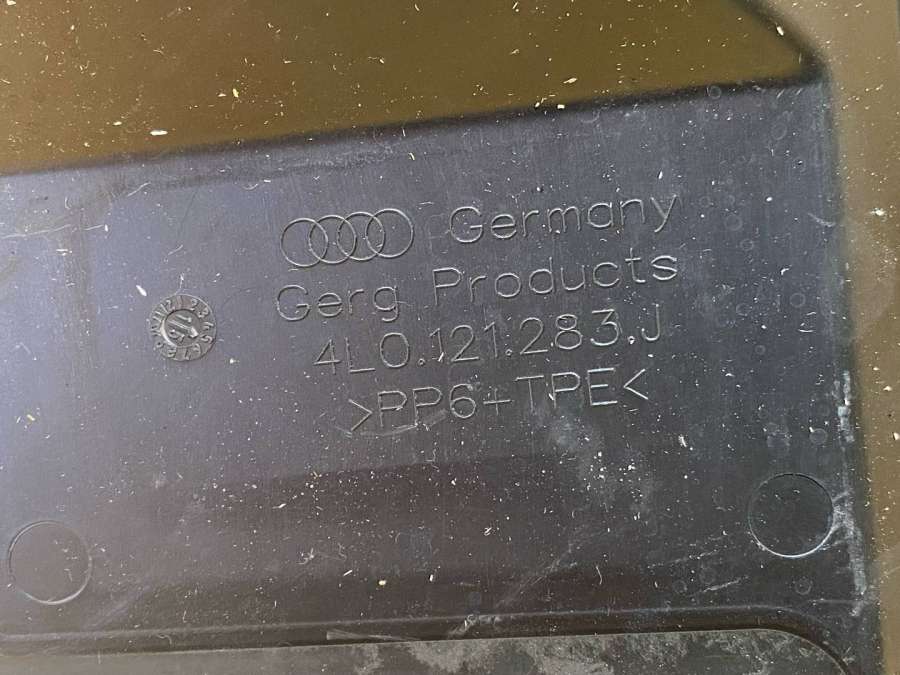 Germany
Gerg Products
4L0.121.283.J
>PP6+TPE<